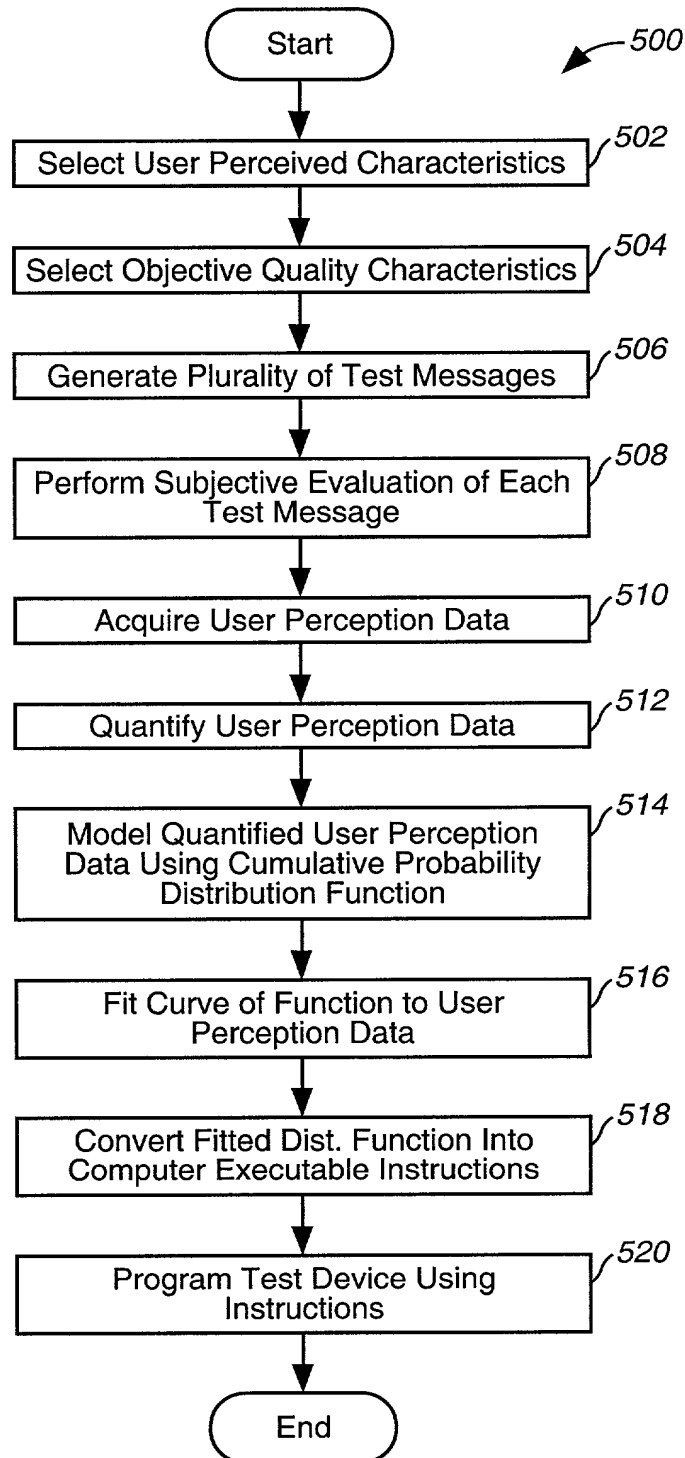 Start
500
502
Select User Perceived Characteristics
504
Select Objective Quality Characteristics
506
Generate Plurality of Test Messages
508
Perform Subjective Evaluation of Each
Test Message
510
Acquire User Perception Data
512
Quantify User Perception Data
514
Model Quantified User Perception
Data Using Cumulative Probability
Distribution Function
516
Fit Curve of Function to User
Perception Data
518
Convert Fitted Dist. Function Into
Computer Executable Instructions
520
Program Test Device Using
Instructions
End